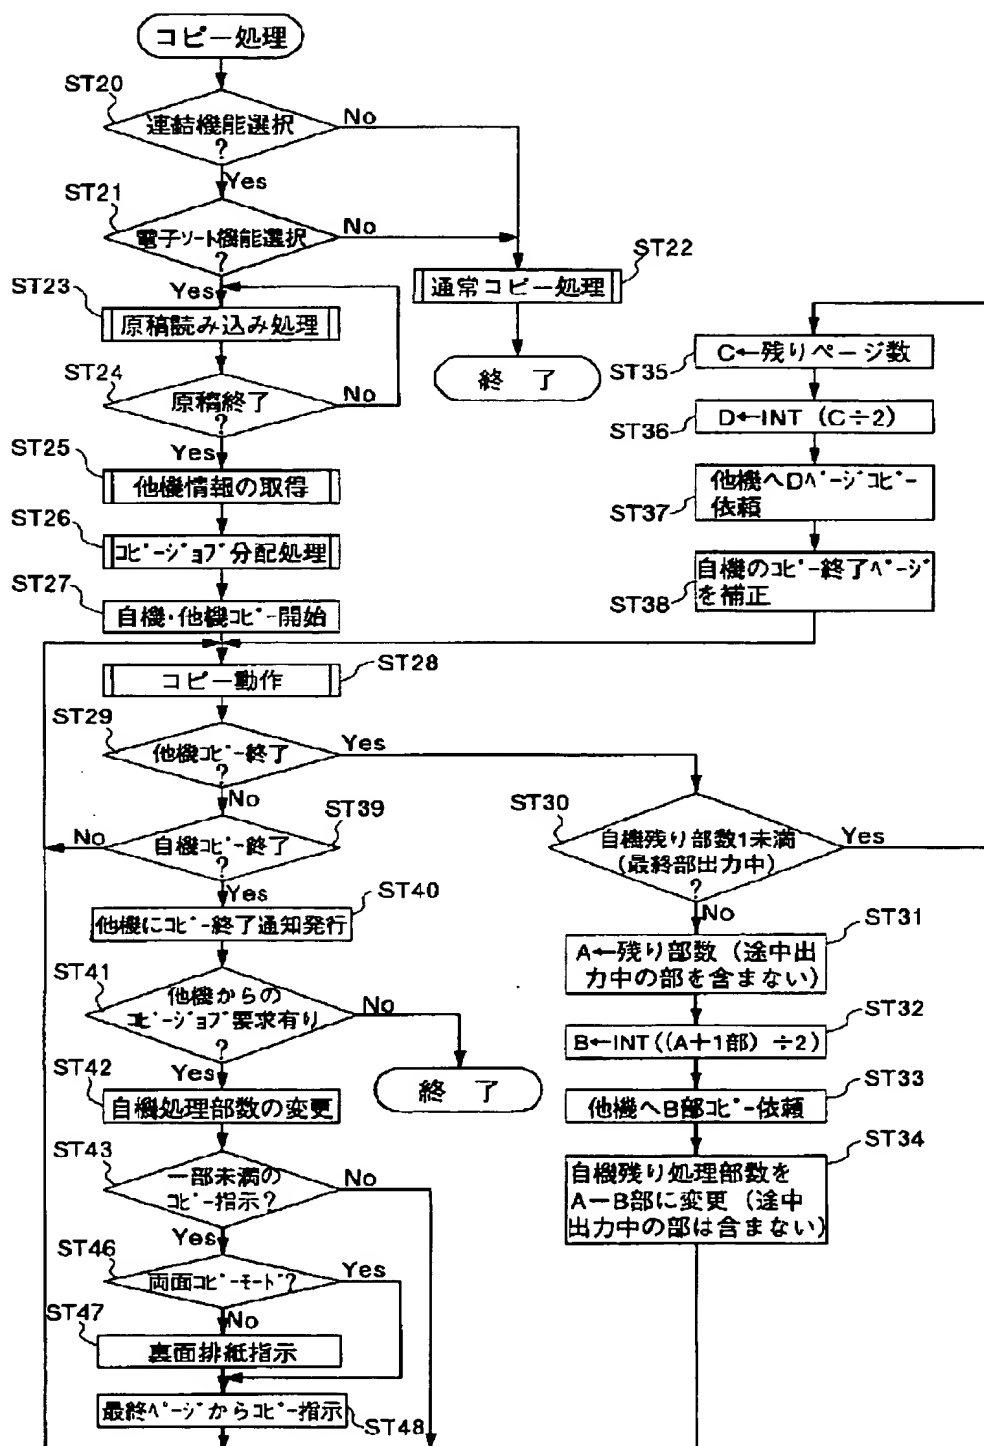 コピー処理
ST20
連結機能選択
?
No
Yes
ST21
電子ソート機能選択
?
No
Yes
ST22
通常コピー処理
終 了
ST23
原稿読み込み処理
ST24
原稿終了
?
No
Yes
ST25
他機情報の取得
ST26
コピージョブ分配処理
ST27
自機・他機コピー開始
ST28
コピー動作
ST29
他機コピー終了
?
Yes
No
ST39
自機コピー終了
?
No
Yes
ST40
他機にコピー終了通知発行
ST41
他機からの
コピージョブ要求有り
?
No
Yes
終 了
ST42
自機処理部数の変更
ST43
一部未満の
コピー指示?
No
Yes
ST46
両面コピーモード?
Yes
No
ST47
裏面排紙指示
最終ページからコピー指示
ST48
ST35
C←残りページ数
ST36
D←INT (C÷2)
ST37
他機へDページコピー
依頼
ST38
自機のコピー終了ページ
を補正
ST30
自機残り部数1未満
(最終部出力中)
?
Yes
No
ST31
A←残り部数 (途中出
力中の部を含まない)
ST32
B←INT((A+1部) ÷2)
ST33
他機へB部コピー依頼
ST34
自機残り処理部数を
A－B部に変更 (途中
出力中の部は含まない)